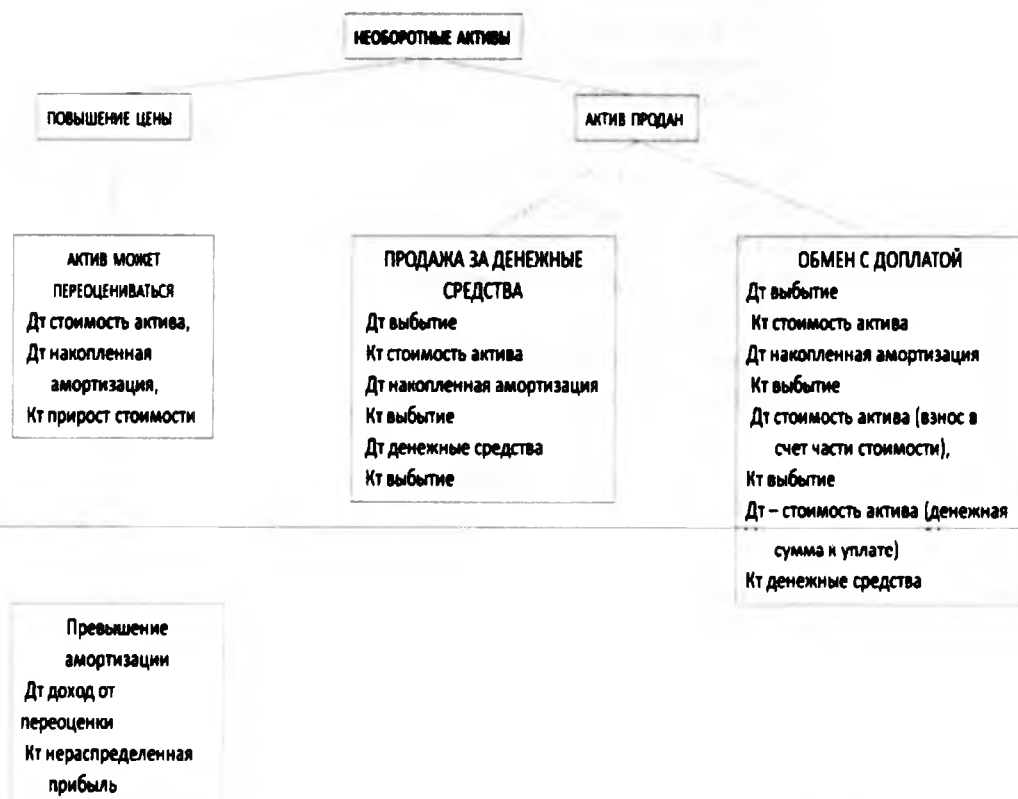 НЕОБОРОТНЫЕ АКТИВЫ
ПОВЫШЕНИЕ ЦЕНЫ
АКТИВ ПРОДАН
АКТИВ МОЖЕТ
ПЕРЕОЦЕНИВАТЬСЯ
Дт стоимость актива,
Дт накопленная
амортизация,
Кт прирост стоимости
ПРОДАЖА ЗА ДЕНЕЖНЫЕ
СРЕДСТВА
Дт выбытие
Кт стоимость актива
Дт накопленная амортизация
Кт выбытие
Дт денежные средства
Кт выбытие
ОБМЕН С ДОПЛАТОЙ
Дт выбытие
Кт стоимость актива
Дт накопленная амортизация
Кт выбытие
Дт стоимость актива (взнос в
счет части стоимости),
Кт выбытие
Дт – стоимость актива (денежная
сумма к уплате)
Кт денежные средства
Превышение
амортизации
Дт доход от
переоценки
Кт нераспределенная
прибыль